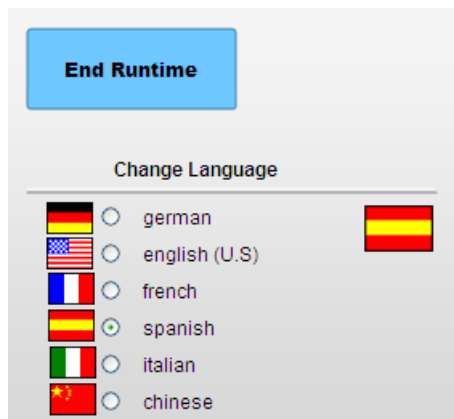 End Runtime
Change Language
german
english (U.S)
french
spanish
italian
chinese